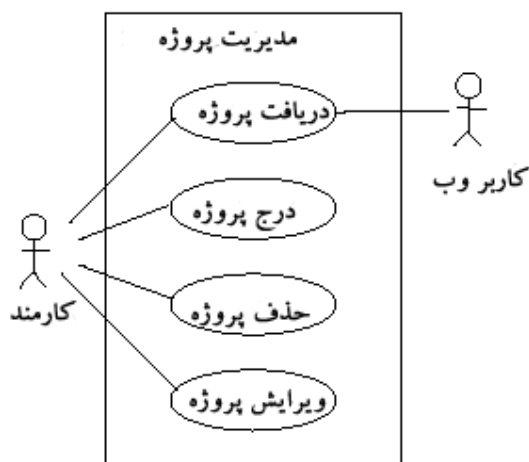 مدیریت پروژه
دریافت پروژه
کاربر وب
درج پروژه
حذف پروژه
کارمند
ویرایش پروژه